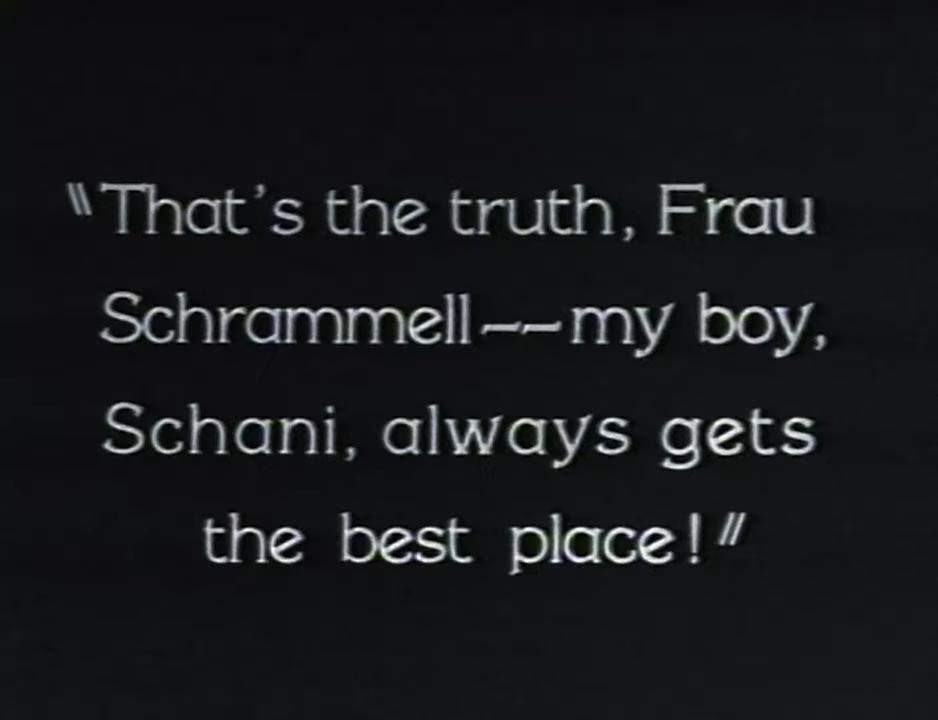 "That's the truth, Frau
Schrammell--my boy,
Schani, always gets
the best place!"